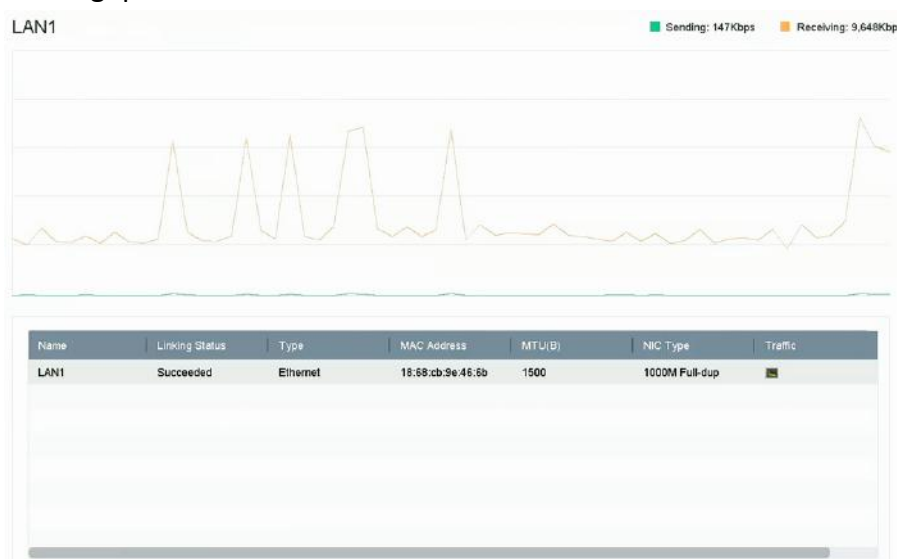 LAN1
Sending: 147Kbps Receiving: 9,648Kbp
Name Linking Status Type MAC Address MTU(B) NIC Type Traffic
LAN1 Succeeded Ethernet 18:68:cb:9e:46:6b 1500 1000M Full-dup